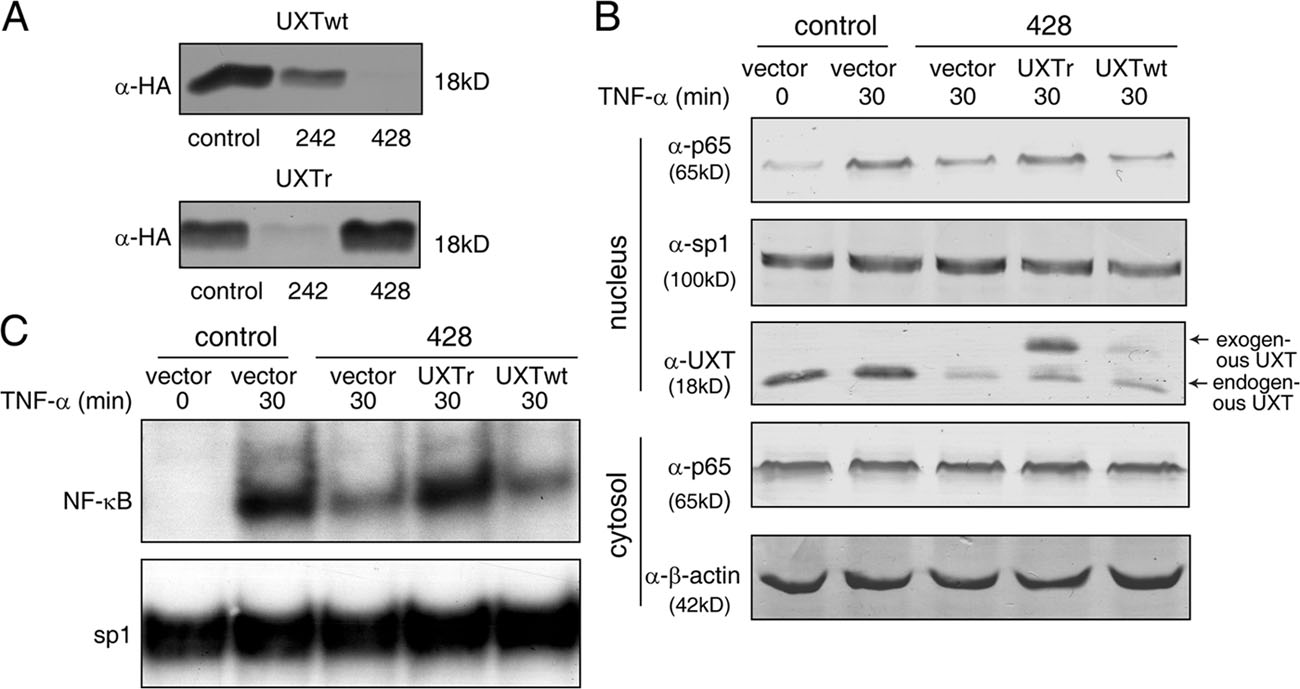 A
UXTwt
α-HA
18kD
control 242 428
UXTr
α-HA
18kD
control 242 428
B
control 428
vector vector vector UXTr UXTwt
TNF-α (min) 0 30 30 30 30
nucleus
α-p65
(65kD)
α-sp1
(100kD)
α-UXT
(18kD)
exogen-
ous UXT
endogen-
ous UXT
cytosol
α-p65
(65kD)
α-β-actin
(42kD)
C
control 428
vector vector vector UXTr UXTwt
TNF-α (min) 0 30 30 30 30
NF-κB
sp1